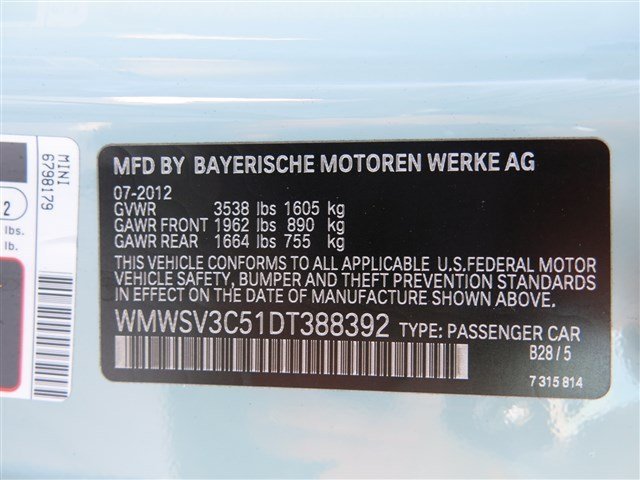 MINI
6798179
2
lbs.
lb.
MFD BY BAYERISCHE MOTOREN WERKE AG
07-2012
GVWR 3538 lbs 1605 kg
GAWR FRONT 1962 lbs 890 kg
GAWR REAR 1664 lbs 755 kg
THIS VEHICLE CONFORMS TO ALL APPLICABLE U.S.FEDERAL MOTOR
VEHICLE SAFETY, BUMPER AND THEFT PREVENTION STANDARDS
IN EFFECT ON THE DATE OF MANUFACTURE SHOWN ABOVE.
WMWSV3C51DT388392 TYPE: PASSENGER CAR
B28/5
7 315 814